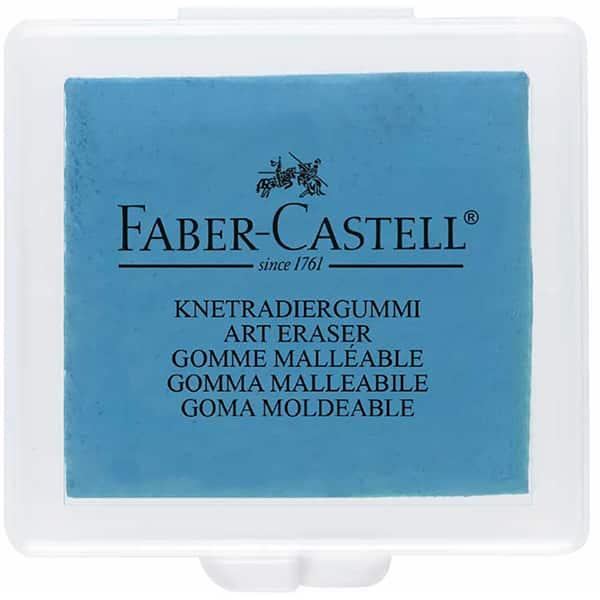 FABER-CASTELL®
since 1761
KNETRADIERGUMMI
ART ERASER
GOMME MALLÉABLE
GOMMA MALLEABILE
GOMA MOLDEABLE